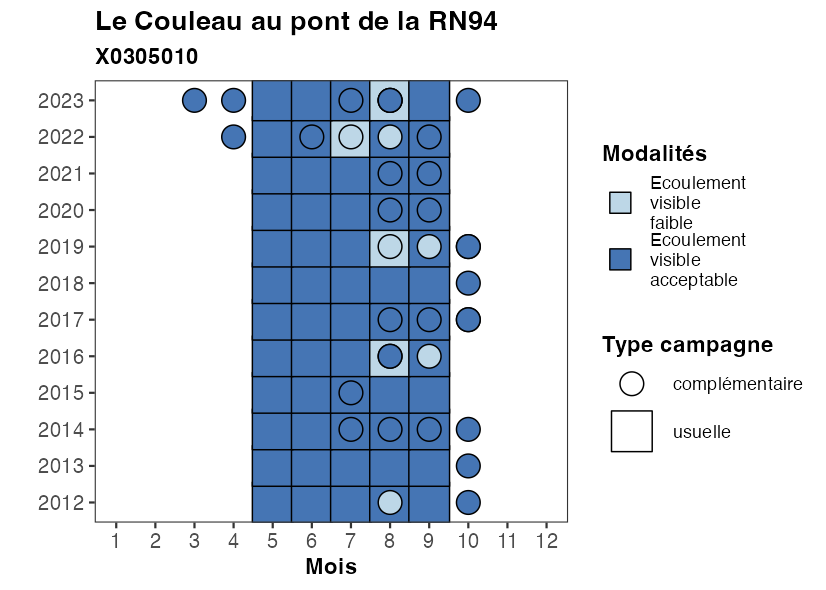 Le Couleau au pont de la RN94
X0305010
2023
2022
2021
2020
2019
2018
2017
2016
2015
2014
2013
2012
1 2 3 4 5 6 7 8 9 10 11 12
Mois
Modalités
Ecoulement
visible
faible
Ecoulement
visible
acceptable
Type campagne
complémentaire
usuelle